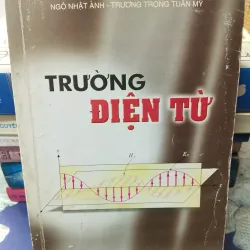 NGÔ NHẬT ẢNH - TRƯƠNG TRỌNG TUẤN MỸ
TRƯỜNG
ĐIỆN TỪ